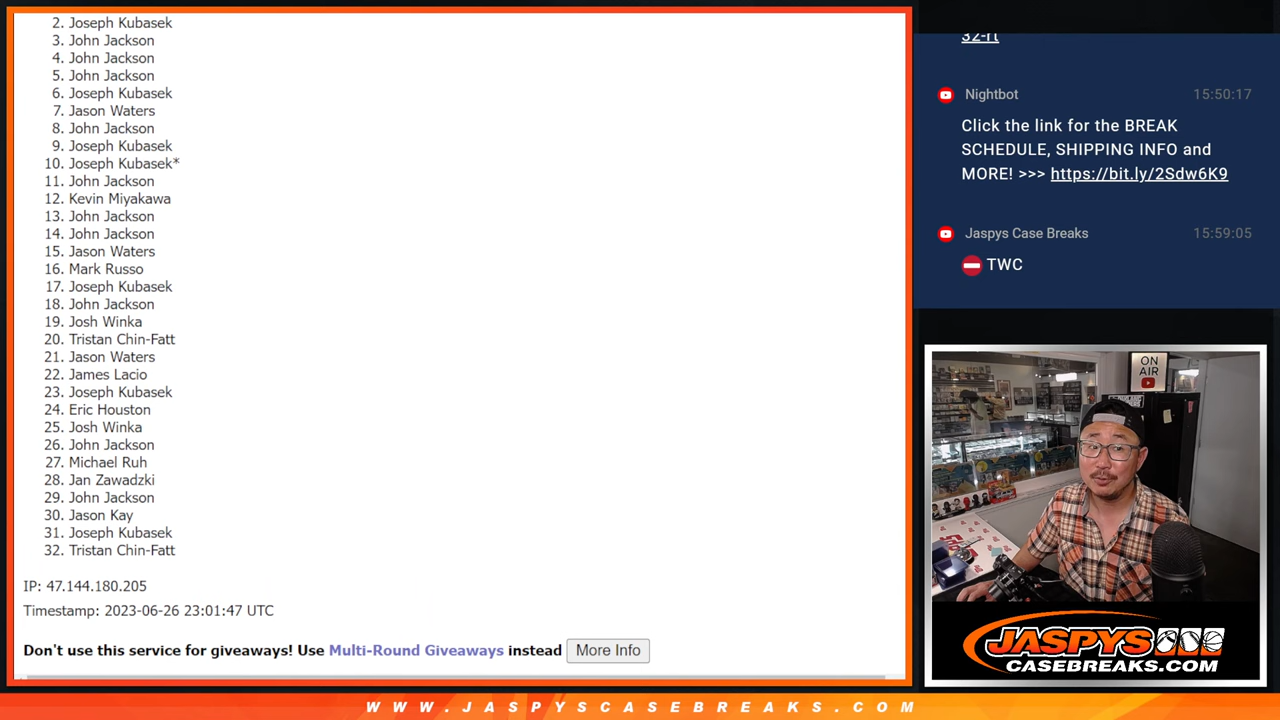 2. Joseph Kubasek
3. John Jackson
4. John Jackson
5. John Jackson
6. Joseph Kubasek
7. Jason Waters
8. John Jackson
9. Joseph Kubasek
10. Joseph Kubasek*
11. John Jackson
12. Kevin Miyakawa
13. John Jackson
14. John Jackson
15. Jason Waters
16. Mark Russo
17. Joseph Kubasek
18. John Jackson
19. Josh Winka
20. Tristan Chin-Fatt
21. Jason Waters
22. James Lacio
23. Joseph Kubasek
24. Eric Houston
25. Josh Winka
26. John Jackson
27. Michael Ruh
28. Jan Zawadzki
29. John Jackson
30. Jason Kay
31. Joseph Kubasek
32. Tristan Chin-Fatt
IP: 47.144.180.205
Timestamp: 2023-06-26 23:01:47 UTC
Don't use this service for giveaways! Use Multi-Round Giveaways instead More Info
32-rt
Nightbot 15:50:17
Click the link for the BREAK
SCHEDULE, SHIPPING INFO and
MORE! >>> https://bit.ly/2Sdw6K9
Jaspys Case Breaks 15:59:05
TWC
ON
AIR
JASPYS
CASEBREAKS.COM
WWW.JASPYSCASEBREAKS.COM